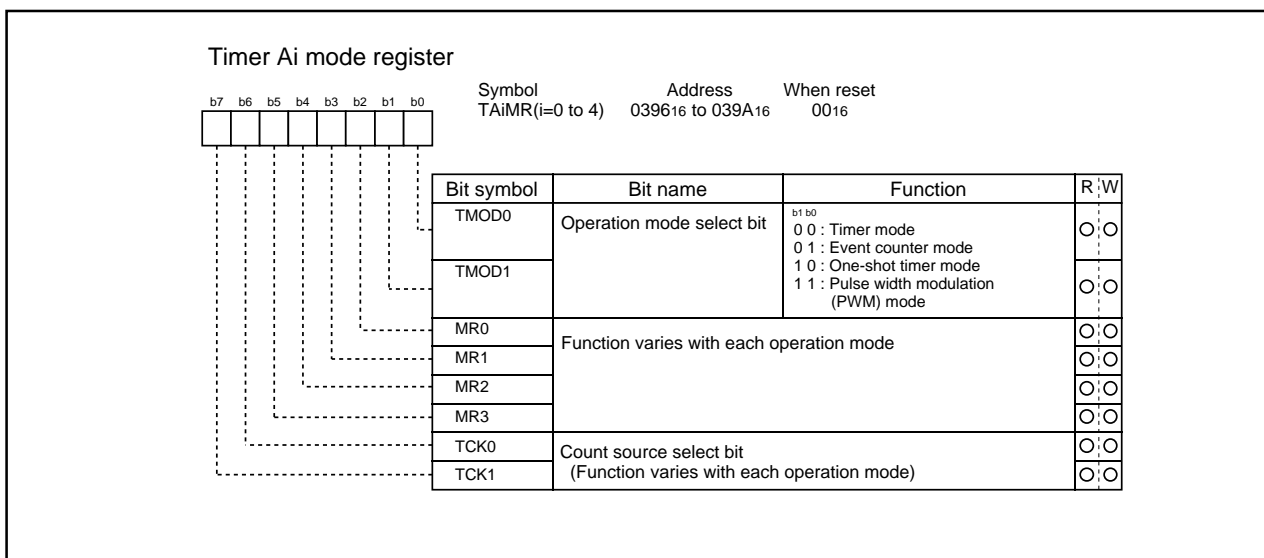 Timer Ai mode register
Symbol Address When reset
TAiMR(i=0 to 4) 039616 to 039A16 0016
b7 b6 b5 b4 b3 b2 b1 b0
Bit symbol Bit name Function R W
TMOD0 Operation mode select bit
b1 b0
0 0 : Timer mode
0 1 : Event counter mode
TMOD1 1 0 : One-shot timer mode
1 1 : Pulse width modulation
(PWM) mode
MR0 Function varies with each operation mode
MR1
MR2
MR3
TCK0 Count source select bit
TCK1 (Function varies with each operation mode)